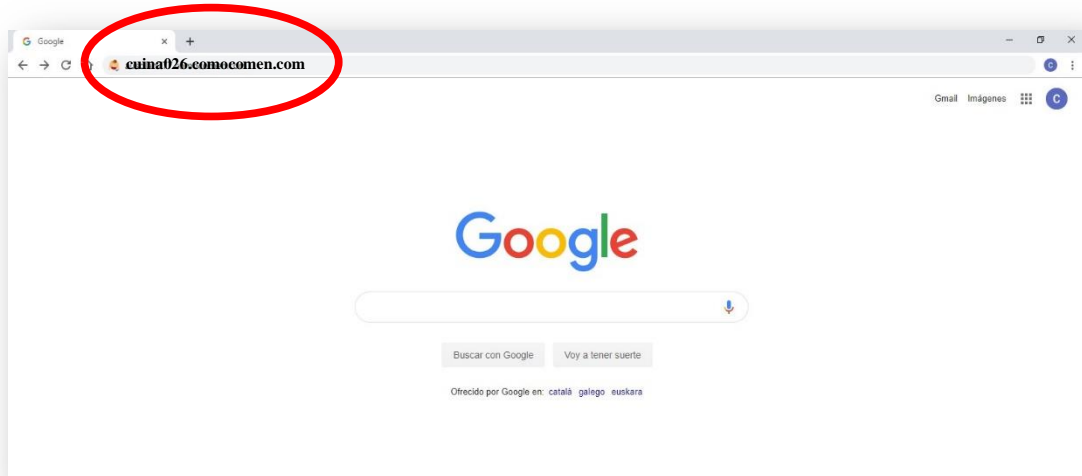 Google
cuina026.comocomen.com
Gmail Imágenes C
Google
Buscar con Google Voy a tener suerte
Ofrecido por Google en: català galego euskara